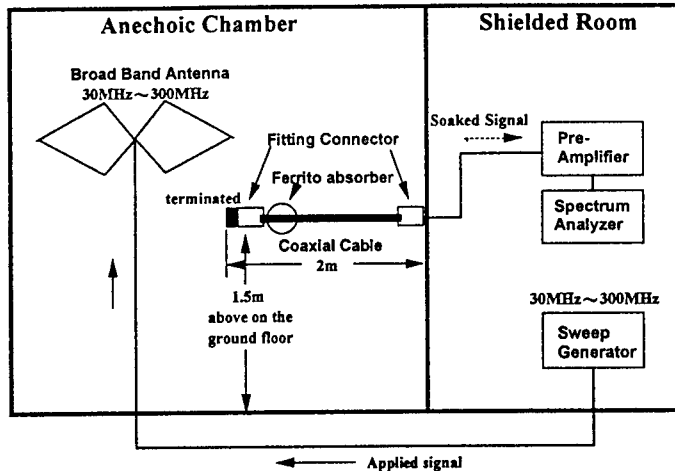 Anechoic Chamber
Shielded Room
Broad Band Antenna
30MHz～300MHz
Soaked Signal
Fitting Connector
Pre-
Amplifier
Ferrito absorber
terminated
Spectrum
Analyzer
Coaxial Cable
2m
1.5m
above on the
ground floor
30MHz～300MHz
Sweep
Generator
Applied signal